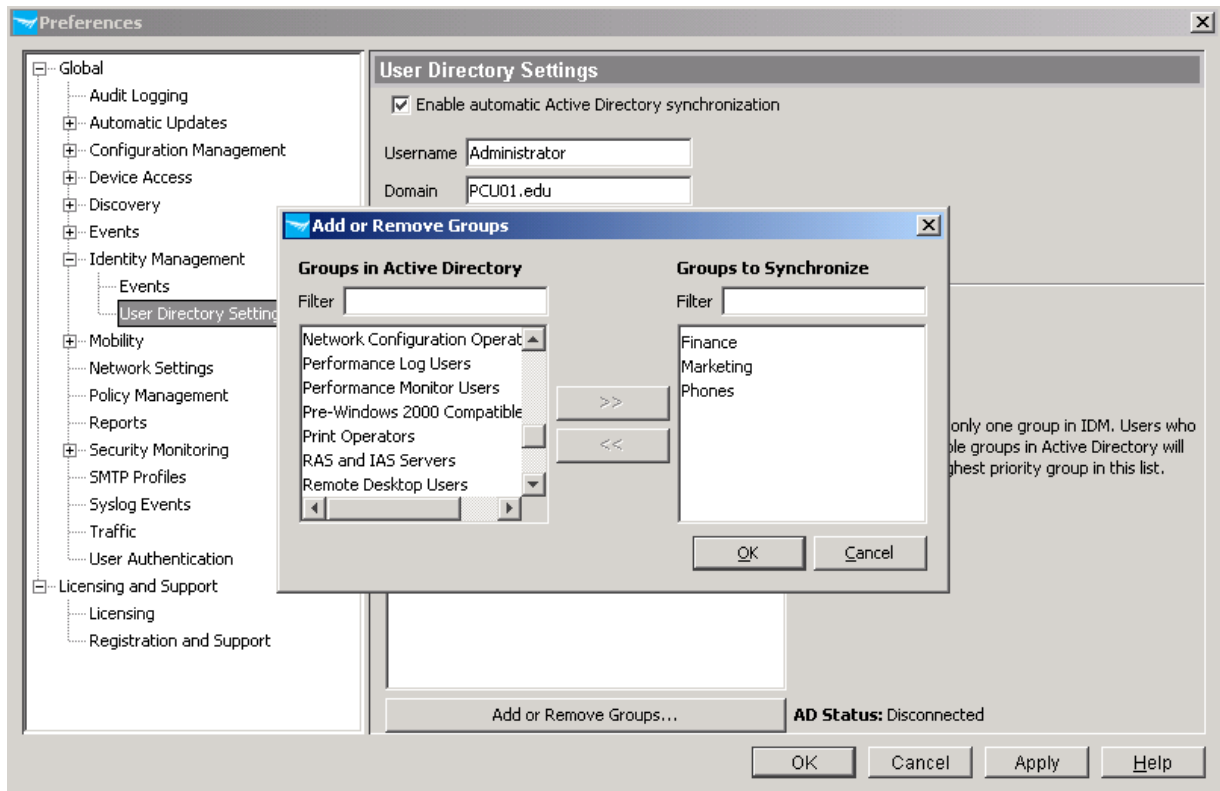 Preferences
Global
Audit Logging
Automatic Updates
Configuration Management
Device Access
Discovery
Events
Identity Management
Events
User Directory Setting
Mobility
Network Settings
Policy Management
Reports
Security Monitoring
SMTP Profiles
Syslog Events
Traffic
User Authentication
Licensing and Support
Licensing
Registration and Support
User Directory Settings
Enable automatic Active Directory synchronization
Username Administrator
Domain PCU01.edu
Add or Remove Groups
Groups in Active Directory
Filter
Network Configuration Operat
Performance Log Users
Performance Monitor Users
Pre-Windows 2000 Compatible
Print Operators
RAS and IAS Servers
Remote Desktop Users
>>
<<
Groups to Synchronize
Filter
Finance
Marketing
Phones
OK Cancel
only one group in IDM. Users who
groups in Active Directory will
priority group in this list.
Add or Remove Groups... AD Status: Disconnected
OK Cancel Apply Help